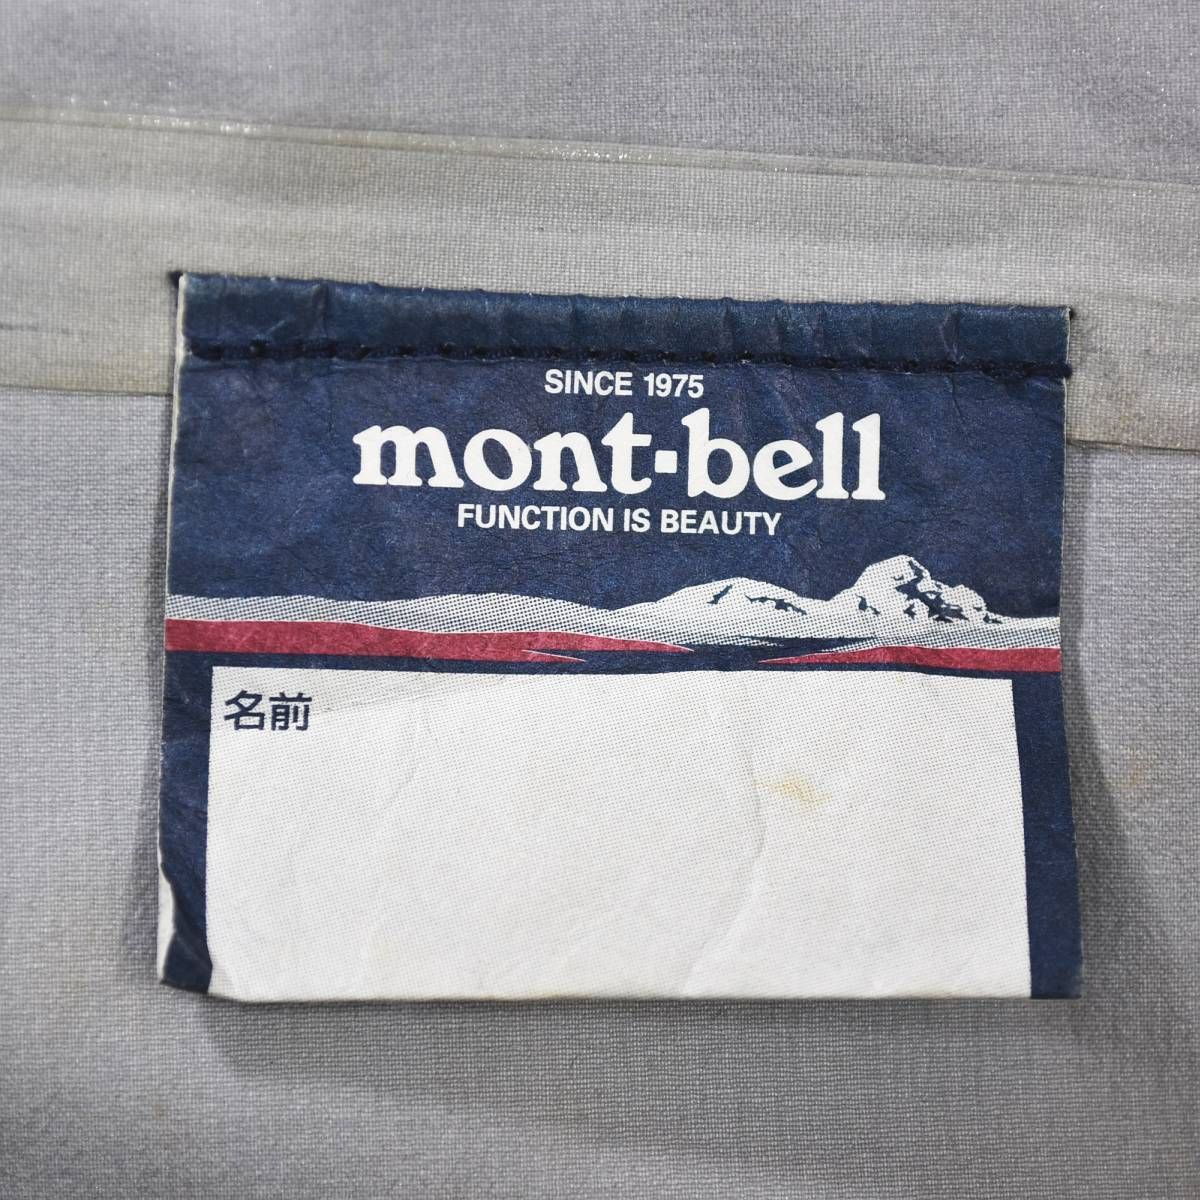 SINCE 1975
mont-bell
FUNCTION IS BEAUTY
名前